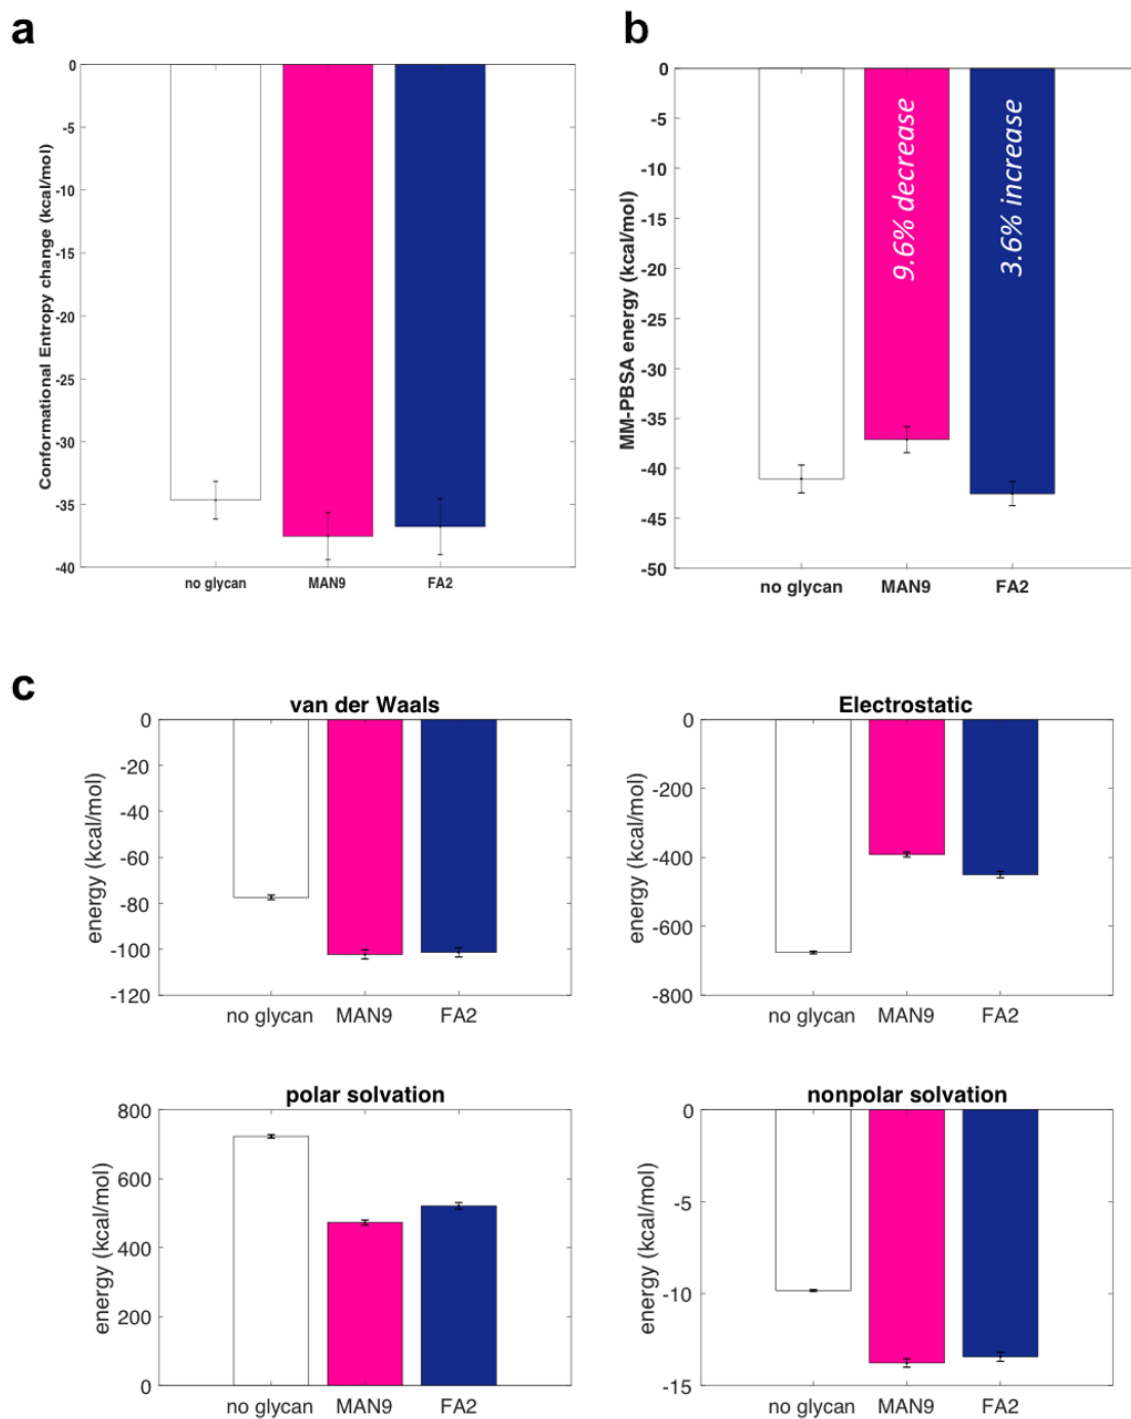 a
0
-5
-10
-15
-20
-25
-30
-35
-40
Conformational Entropy change (kcal/mol)
no glycan MAN9 FA2
b
0
-5
-10
-15
-20
-25
-30
-35
-40
-45
-50
MM-PBSA energy (kcal/mol)
9.6% decrease
3.6% increase
no glycan MAN9 FA2
c
van der Waals
0
-20
-40
-60
-80
-100
-120
energy (kcal/mol)
no glycan MAN9 FA2
Electrostatic
0
-200
-400
-600
-800
energy (kcal/mol)
no glycan MAN9 FA2
polar solvation
800
600
400
200
0
energy (kcal/mol)
no glycan MAN9 FA2
nonpolar solvation
0
-5
-10
-15
energy (kcal/mol)
no glycan MAN9 FA2